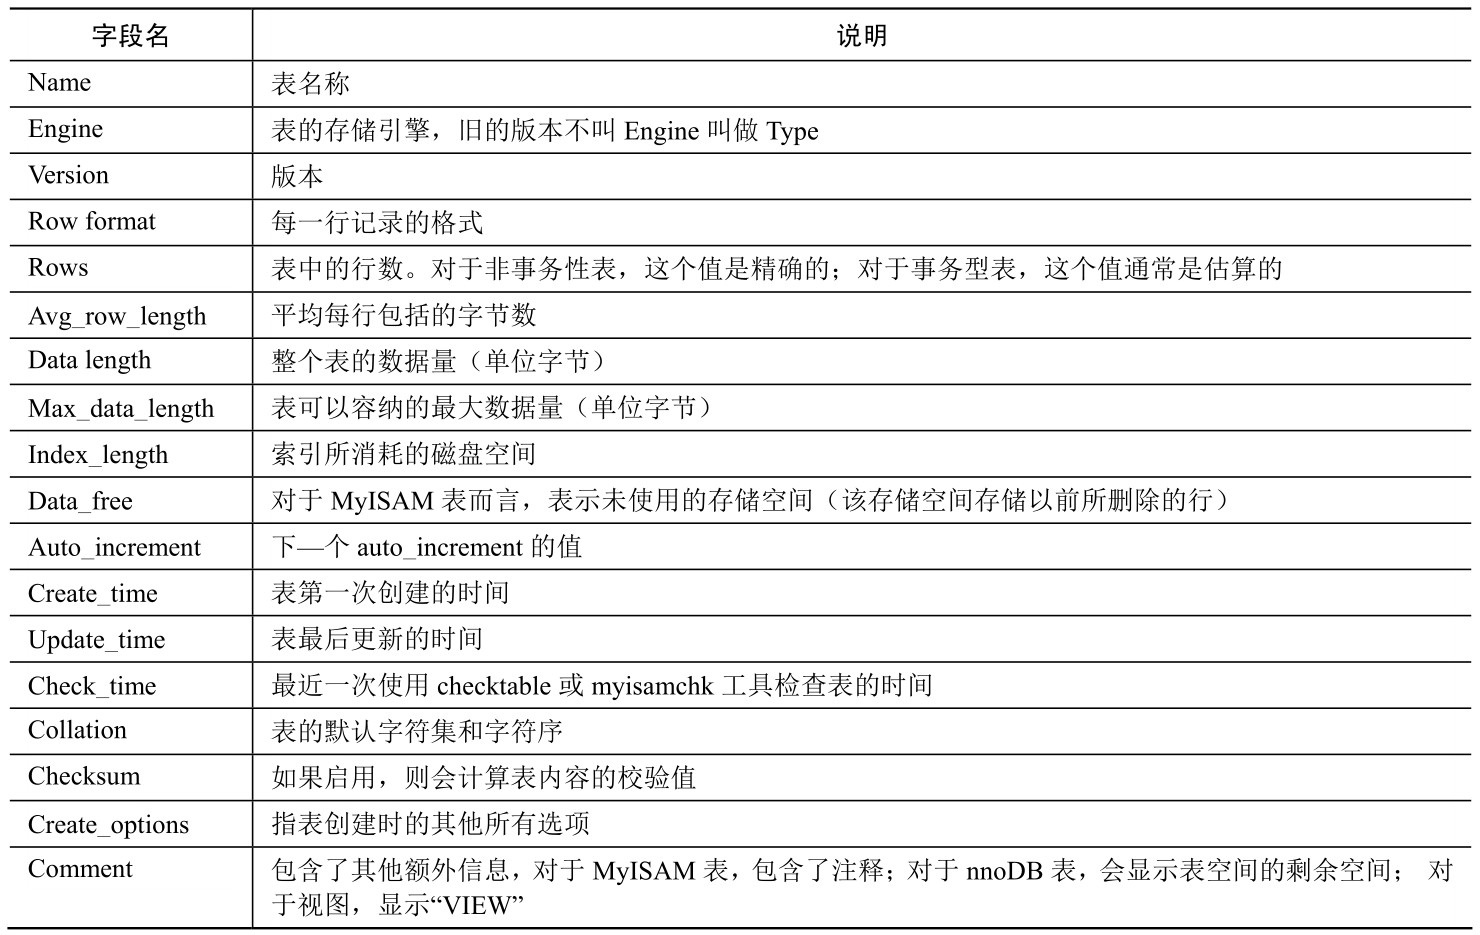 字段名 说明
Name 表名称
Engine 表的存储引擎，旧的版本不叫 Engine 叫做 Type
Version 版本
Row format 每一行记录的格式
Rows 表中的行数。对于非事务性表，这个值是精确的；对于事务型表，这个值通常是估算的
Avg_row_length 平均每行包括的字节数
Data length 整个表的数据量（单位字节）
Max_data_length 表可以容纳的最大数据量（单位字节）
Index_length 索引所消耗的磁盘空间
Data_free 对于 MyISAM 表而言，表示未使用的存储空间（该存储空间存储以前所删除的行）
Auto_increment 下—个 auto_increment 的值
Create_time 表第一次创建的时间
Update_time 表最后更新的时间
Check_time 最近一次使用 checktable 或 myisamchk 工具检查表的时间
Collation 表的默认字符集和字符序
Checksum 如果启用，则会计算表内容的校验值
Create_options 指表创建时的其他所有选项
Comment 包含了其他额外信息，对于 MyISAM 表，包含了注释；对于 nnoDB 表，会显示表空间的剩余空间； 对
于视图，显示“VIEW”